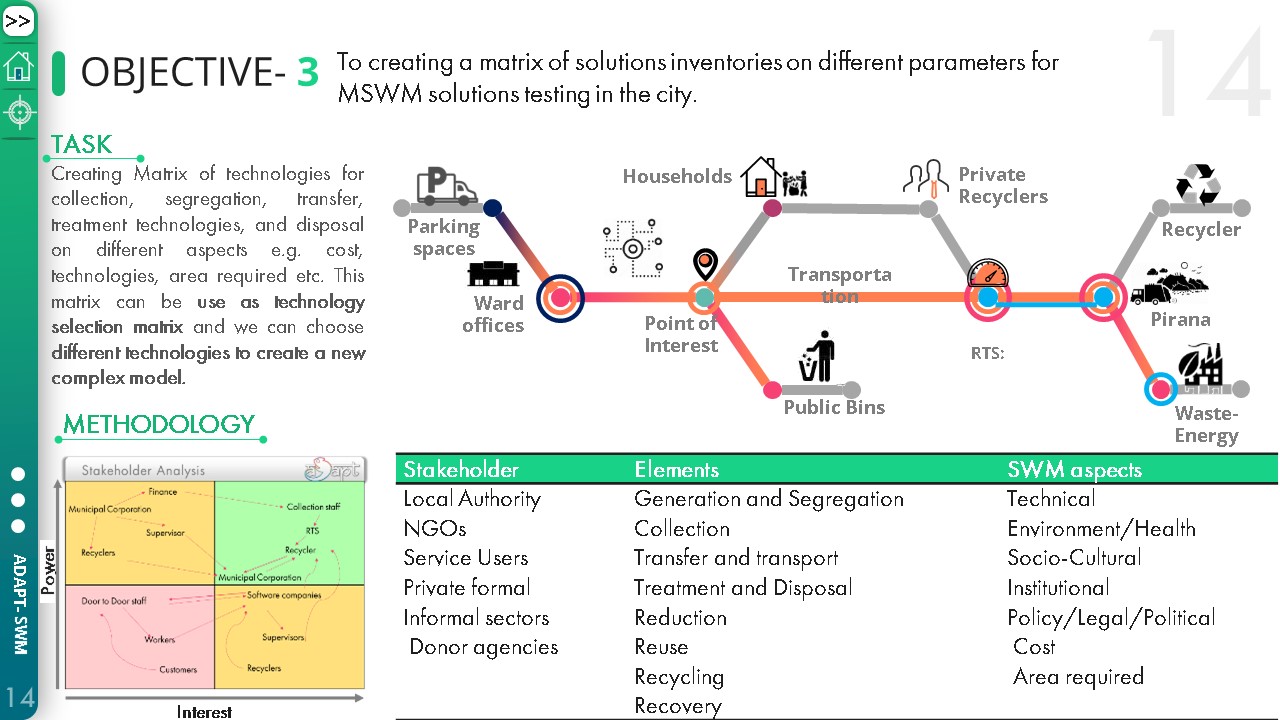 >>
14
OBJECTIVE- 3
To creating a matrix of solutions inventories on different parameters for
MSWM solutions testing in the city.
TASK
Creating Matrix of technologies for
collection, segregation, transfer,
treatment technologies, and disposal
on different aspects e.g. cost,
technologies, area required etc. This
matrix can be use as technology
selection matrix and we can choose
different technologies to create a new
complex model.
P
Parking
spaces
Ward
offices
Households
Point of
Interest
Private
Recyclers
Transporta
tion
Public Bins
RTS:
Recycler
Pirana
Waste-
Energy
METHODOLOGY
Stakeholder Analysis
Finance
Municipal Corporation
Supervisor
Recyclers
Collection staff
RTS
Recycler
Municipal Corporation
Door to Door staff
Workers
Customers
Software companies
Supervisors
Recyclers
Power
Interest
Stakeholder Elements SWM aspects
Local Authority Generation and Segregation Technical
NGOs Collection Environment/Health
Service Users Transfer and transport Socio-Cultural
Private formal Treatment and Disposal Institutional
Informal sectors Reduction Policy/Legal/Political
Donor agencies Reuse Cost
Recycling Area required
Recovery
ADAPT- SWM
14